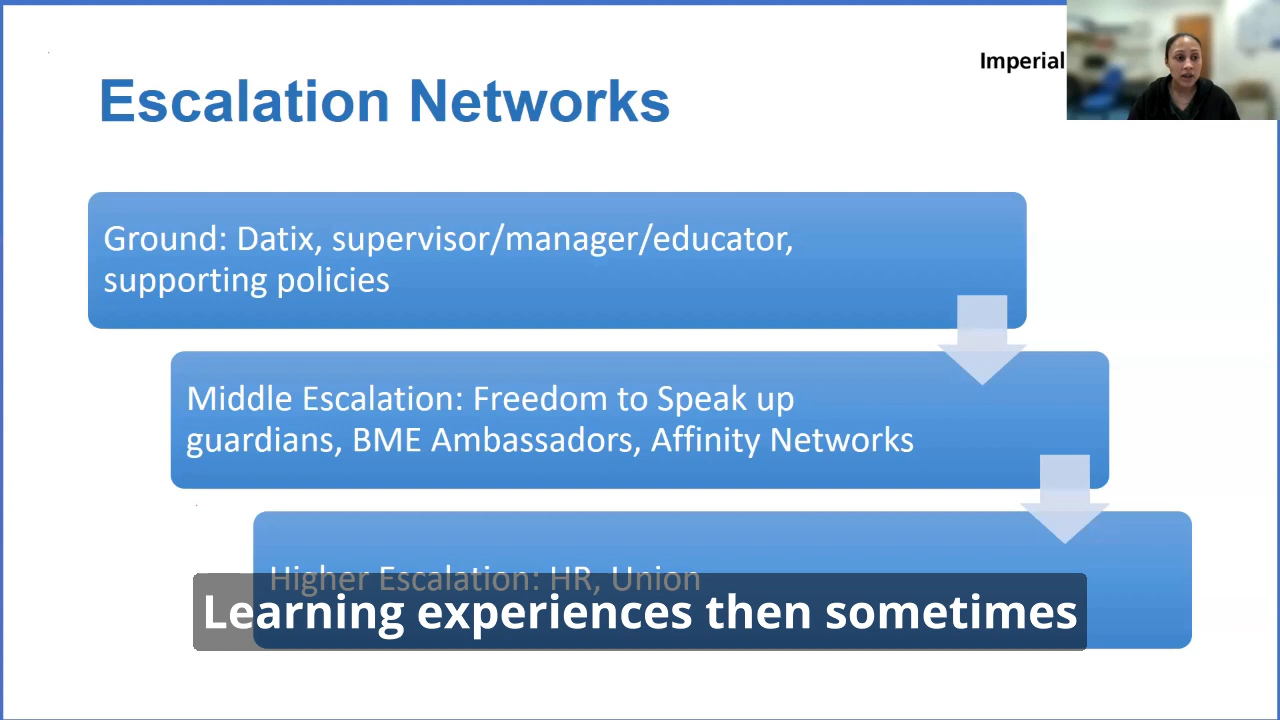 Imperial
Escalation Networks
Ground: Datix, supervisor/manager/educator,
supporting policies
Middle Escalation: Freedom to Speak up
guardians, BME Ambassadors, Affinity Networks
Higher Escalation: HR, Union
Learning experiences then sometimes